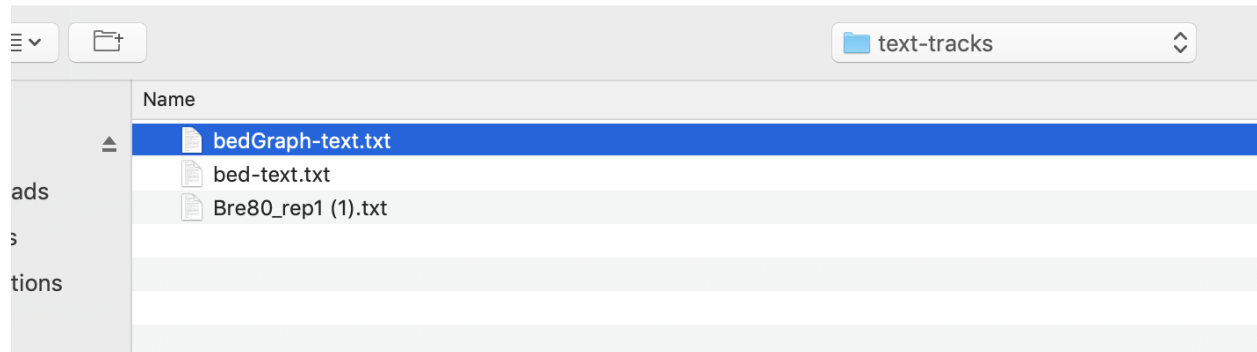 text-tracks
Name
bedGraph-text.txt
bed-text.txt
ads
Bre80_rep1 (1).txt
s
tions